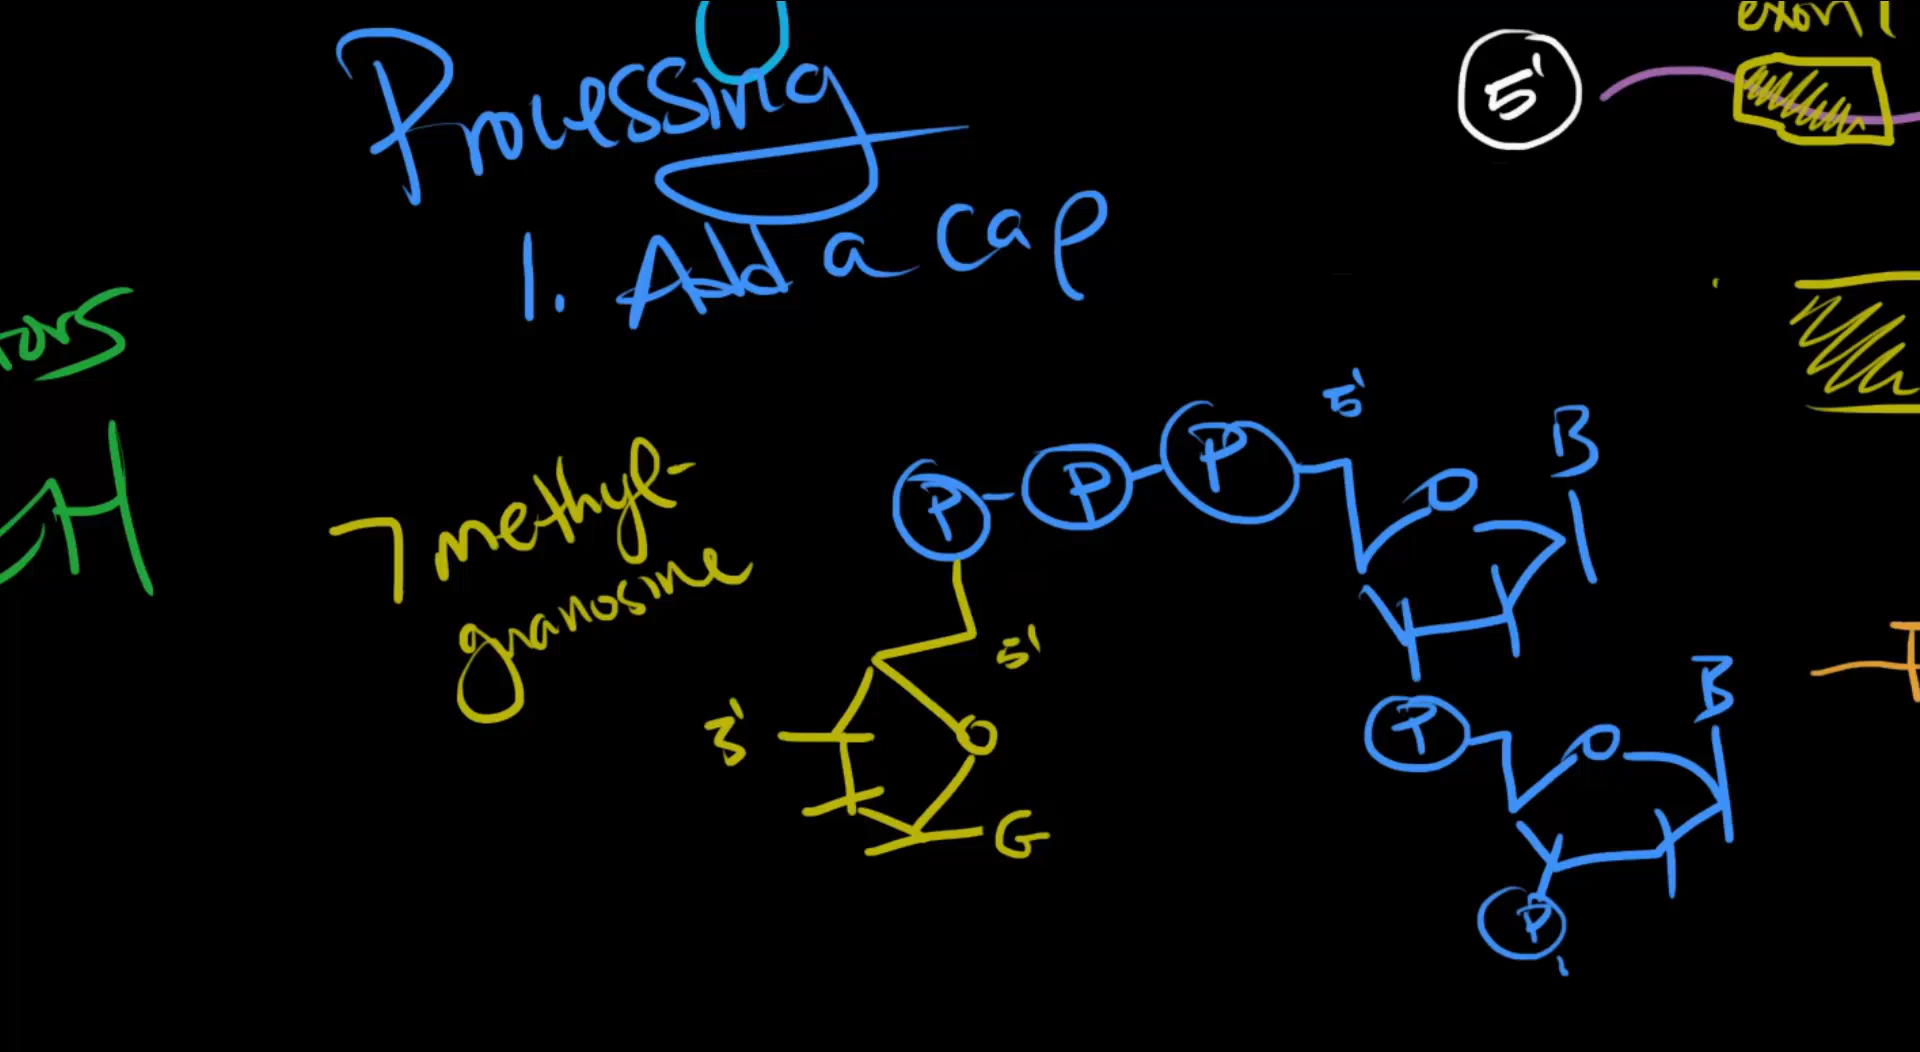 Processing
1. Add a cap
exon 1
5'
7 methyl-
guanosine
P-P-P
5'
O
B
5'
3'
O
G
P
O
B
P
H